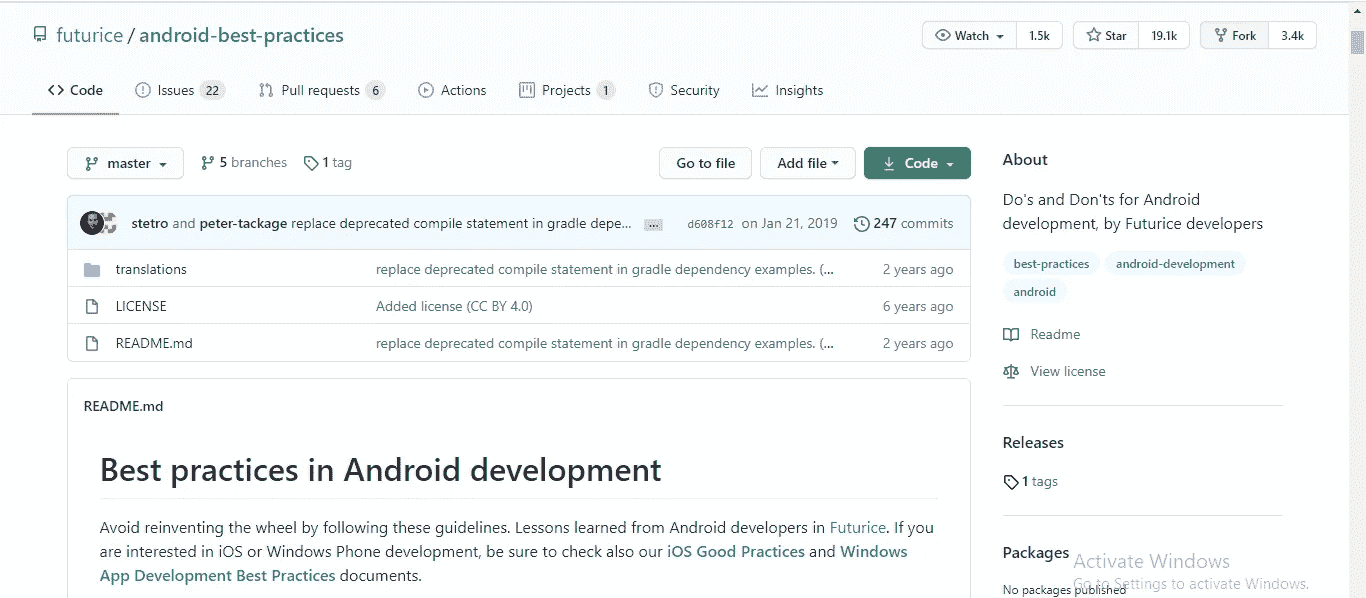 futurice / android-best-practices
Watch 1.5k Star 19.1k Fork 3.4k
Code Issues 22 Pull requests 6 Actions Projects 1 Security Insights
master 5 branches 1 tag Go to file Add file Code
stetro and peter-tackage replace deprecated compile statement in gradle depe... ... d608f12 on Jan 21, 2019 247 commits
translations replace deprecated compile statement in gradle dependency examples. (... 2 years ago
LICENSE Added license (CC BY 4.0) 6 years ago
README.md replace deprecated compile statement in gradle dependency examples. (... 2 years ago
README.md
Best practices in Android development
Avoid reinventing the wheel by following these guidelines. Lessons learned from Android developers in Futurice. If you
are interested in iOS or Windows Phone development, be sure to check also our iOS Good Practices and Windows
App Development Best Practices documents.
About
Do's and Don'ts for Android
development, by Futurice developers
best-practices android-development
android
Readme
View license
Releases
1 tags
Packages
No packages published
Activate Windows
Go to Settings to activate Windows.